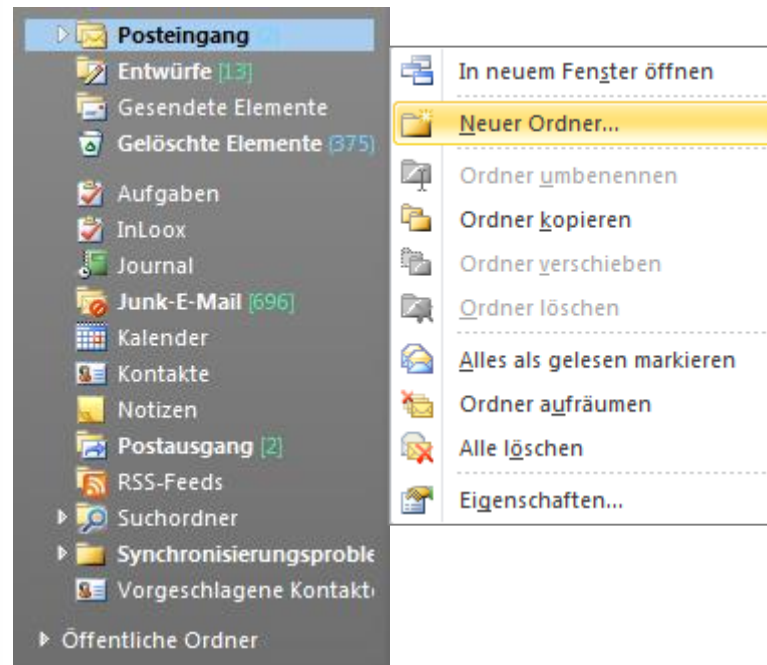 Posteingang
Entwürfe [13]
Gesendete Elemente
Gelöschte Elemente (375)
Aufgaben
InLoox
Journal
Junk-E-Mail [696]
Kalender
Kontakte
Notizen
Postausgang [2]
RSS-Feeds
Suchordner
Synchronisierungsproble
Vorgeschlagene Kontakt
Öffentliche Ordner
In neuem Fenster öffnen
Neuer Ordner...
Ordner umbenennen
Ordner kopieren
Ordner verschieben
Ordner löschen
Alles als gelesen markieren
Ordner aufräumen
Alle löschen
Eigenschaften...